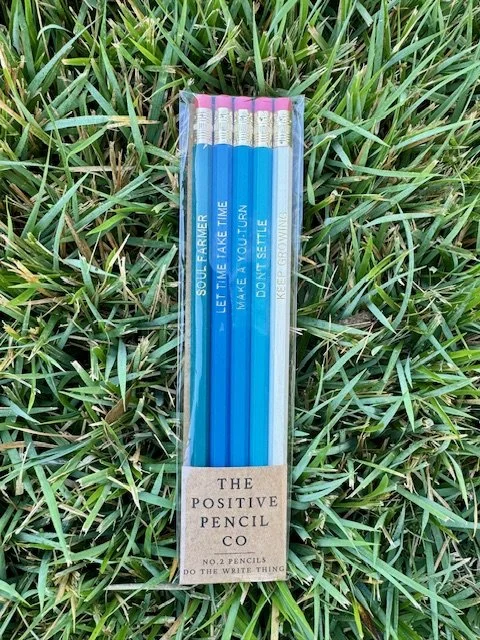 SOUL FARMER
LET TIME TAKE TIME
MAKE A YOU-TURN
DON'T SETTLE
KEEP GROWING
THE
POSITIVE
PENCIL
CO
NO.2 PENCILS
DO THE WRITE THING